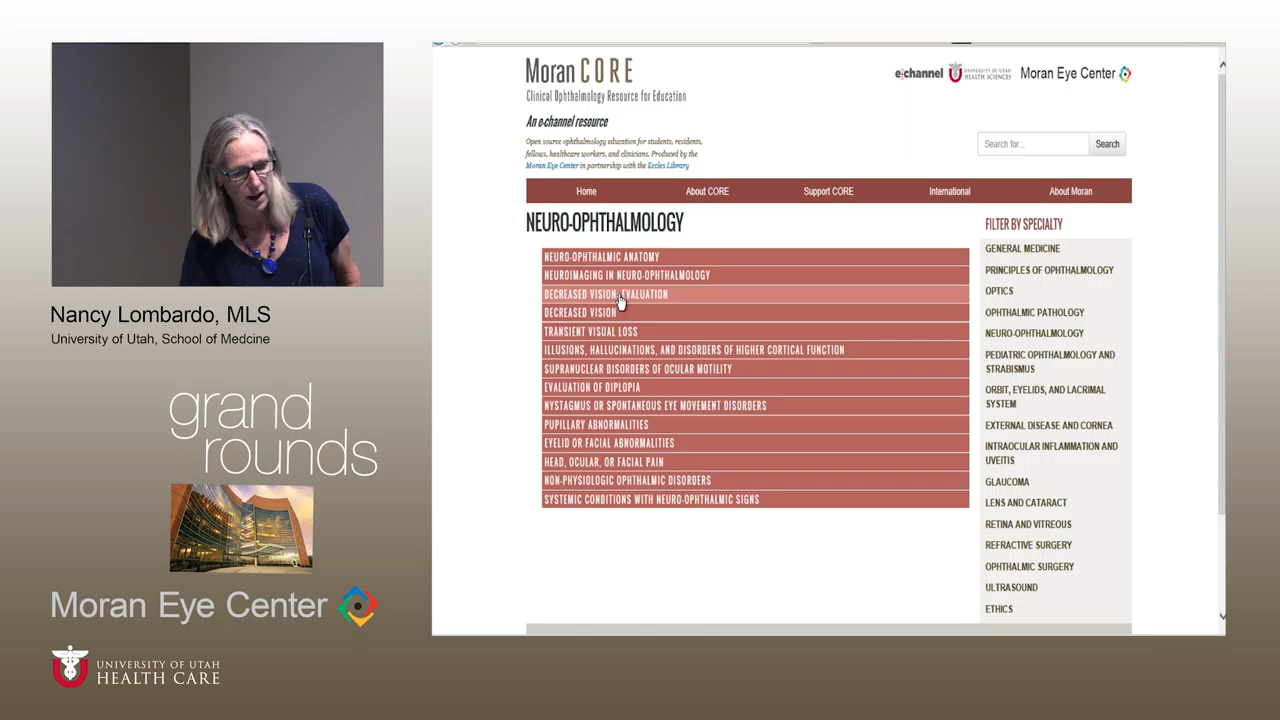 Moran CORE
Clinical Ophthalmology Resource for Education
An e-channel resource
Open source ophthalmology education for students, residents,
fellows, healthcare workers, and clinicians. Produced by the
Moran Eye Center in partnership with the Eccles Library
e-channel
UNIVERSITY OF UTAH
HEALTH SCIENCES
Moran Eye Center
Search for...
Search
Home
About CORE
Support CORE
International
About Moran
NEURO-OPHTHALMOLOGY
NEURO-OPHTHALMIC ANATOMY
NEUROIMAGING IN NEURO-OPHTHALMOLOGY
DECREASED VISION: EVALUATION
DECREASED VISION
TRANSIENT VISUAL LOSS
ILLUSIONS, HALLUCINATIONS, AND DISORDERS OF HIGHER CORTICAL FUNCTION
SUPRANUCLEAR DISORDERS OF OCULAR MOTILITY
EVALUATION OF DIPLOPIA
NYSTAGMUS OR SPONTANEOUS EYE MOVEMENT DISORDERS
PUPILLARY ABNORMALITIES
EYELID OR FACIAL ABNORMALITIES
HEAD, OCULAR, OR FACIAL PAIN
NON-PHYSIOLOGIC OPHTHALMIC DISORDERS
SYSTEMIC CONDITIONS WITH NEURO-OPHTHALMIC SIGNS
FILTER BY SPECIALTY
GENERAL MEDICINE
PRINCIPLES OF OPHTHALMOLOGY
OPTICS
OPHTHALMIC PATHOLOGY
NEURO-OPHTHALMOLOGY
PEDIATRIC OPHTHALMOLOGY AND
STRABISMUS
ORBIT, EYELIDS, AND LACRIMAL
SYSTEM
EXTERNAL DISEASE AND CORNEA
INTRAOCULAR INFLAMMATION AND
UVEITIS
GLAUCOMA
LENS AND CATARACT
RETINA AND VITREOUS
REFRACTIVE SURGERY
OPHTHALMIC SURGERY
ULTRASOUND
ETHICS
Nancy Lombardo, MLS
University of Utah, School of Medcine
grand
rounds
Moran Eye Center
UNIVERSITY OF UTAH
HEALTH CARE